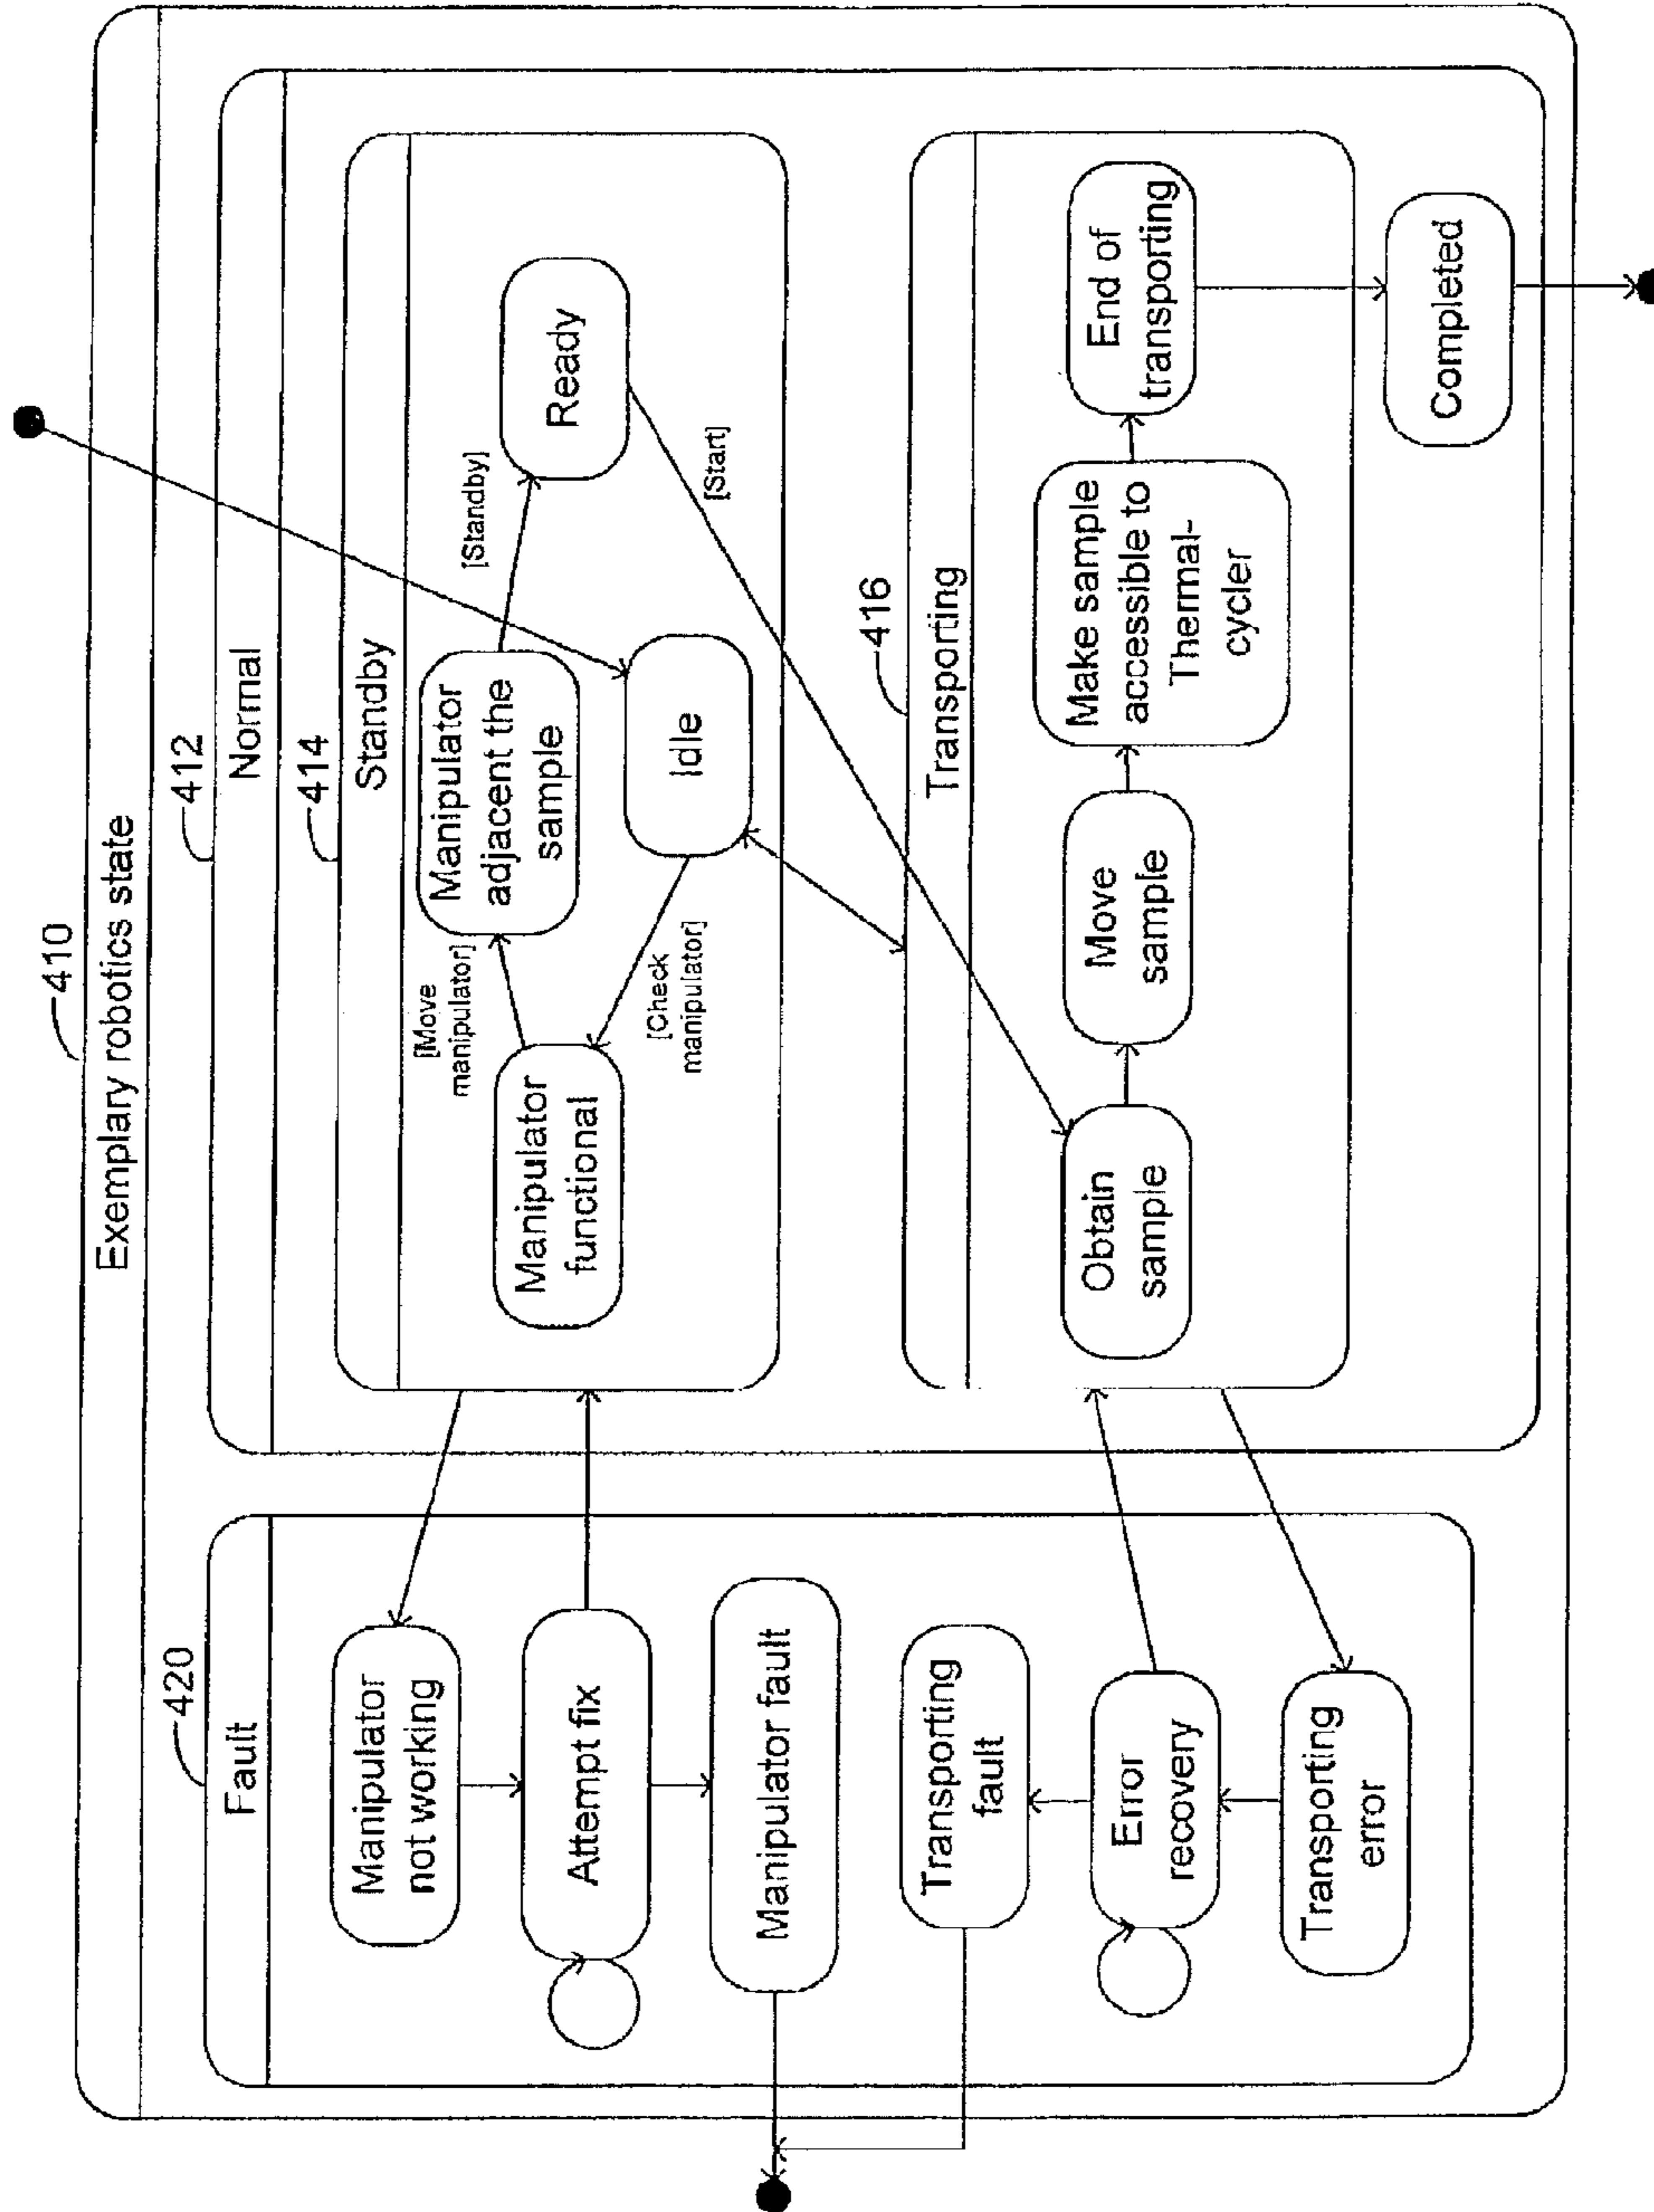 410
Exemplary robotics state
420
Fault
Manipulator
not working
Attempt fix
Manipulator fault
Transporting
fault
Error
recovery
Transporting
error
412
Normal
414
Standby
Manipulator
functional
[Move
manipulator]
Manipulator
adjacent the
sample
[Standby]
Ready
[Check
manipulator]
Idle
[Start]
416
Transporting
Obtain
sample
Move
sample
Make sample
accessible to
Thermal-
cycler
End of
transporting
Completed